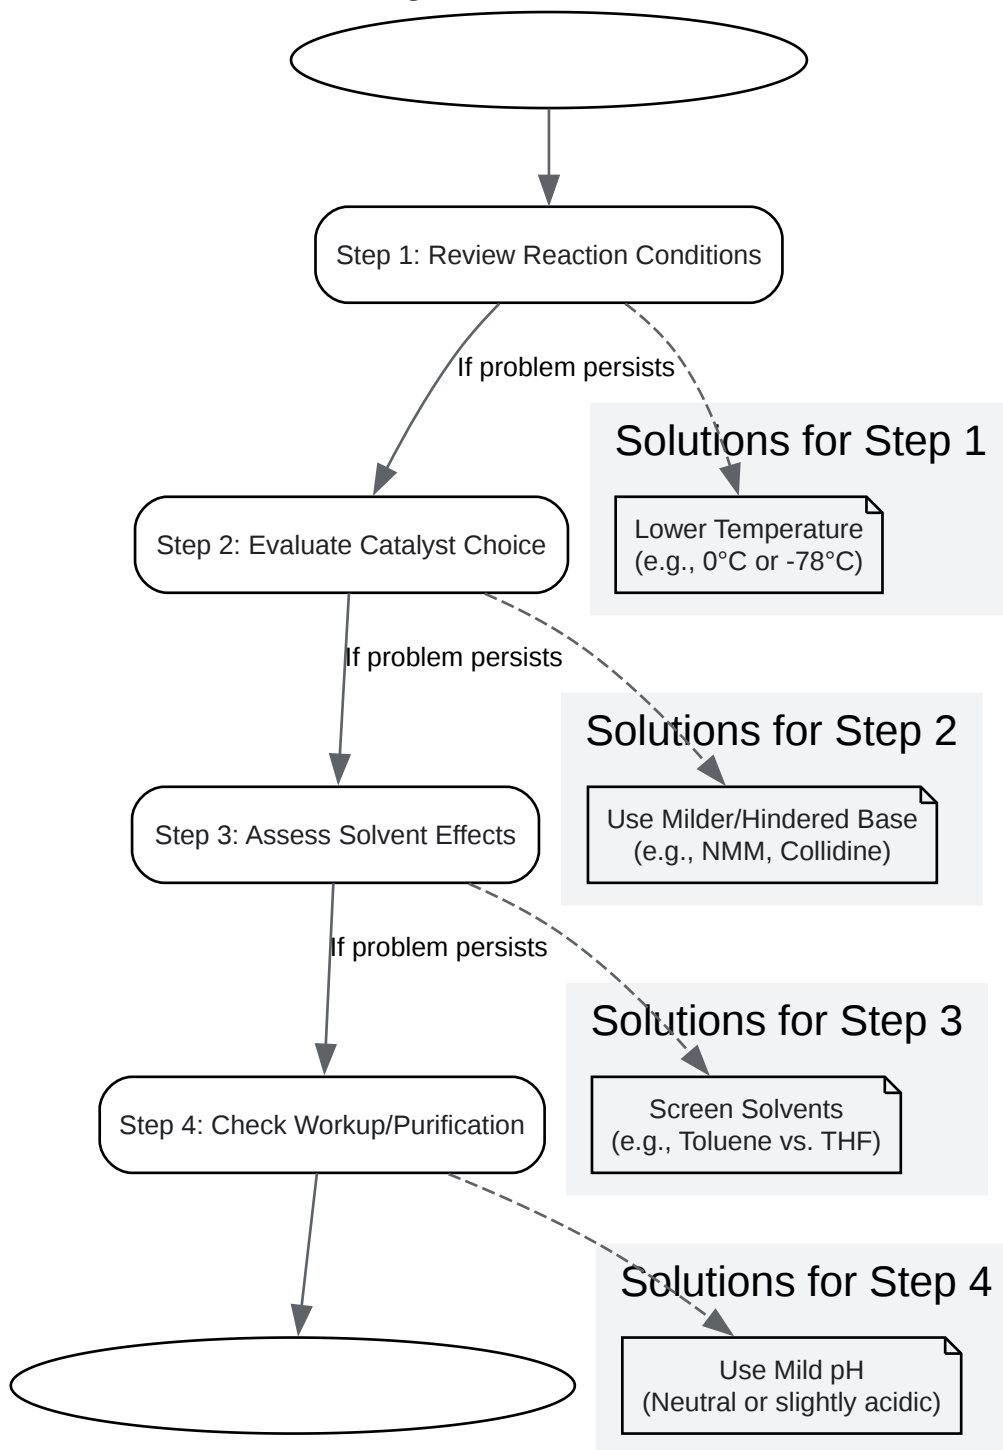 Step 1: Review Reaction Conditions
If problem persists
Solutions for Step 1
Lower Temperature
(e.g., 0°C or -78°C)
Step 2: Evaluate Catalyst Choice
If problem persists
Solutions for Step 2
Use Milder/Hindered Base
(e.g., NMM, Collidine)
Step 3: Assess Solvent Effects
If problem persists
Solutions for Step 3
Screen Solvents
(e.g., Toluene vs. THF)
Step 4: Check Workup/Purification
Solutions for Step 4
Use Mild pH
(Neutral or slightly acidic)